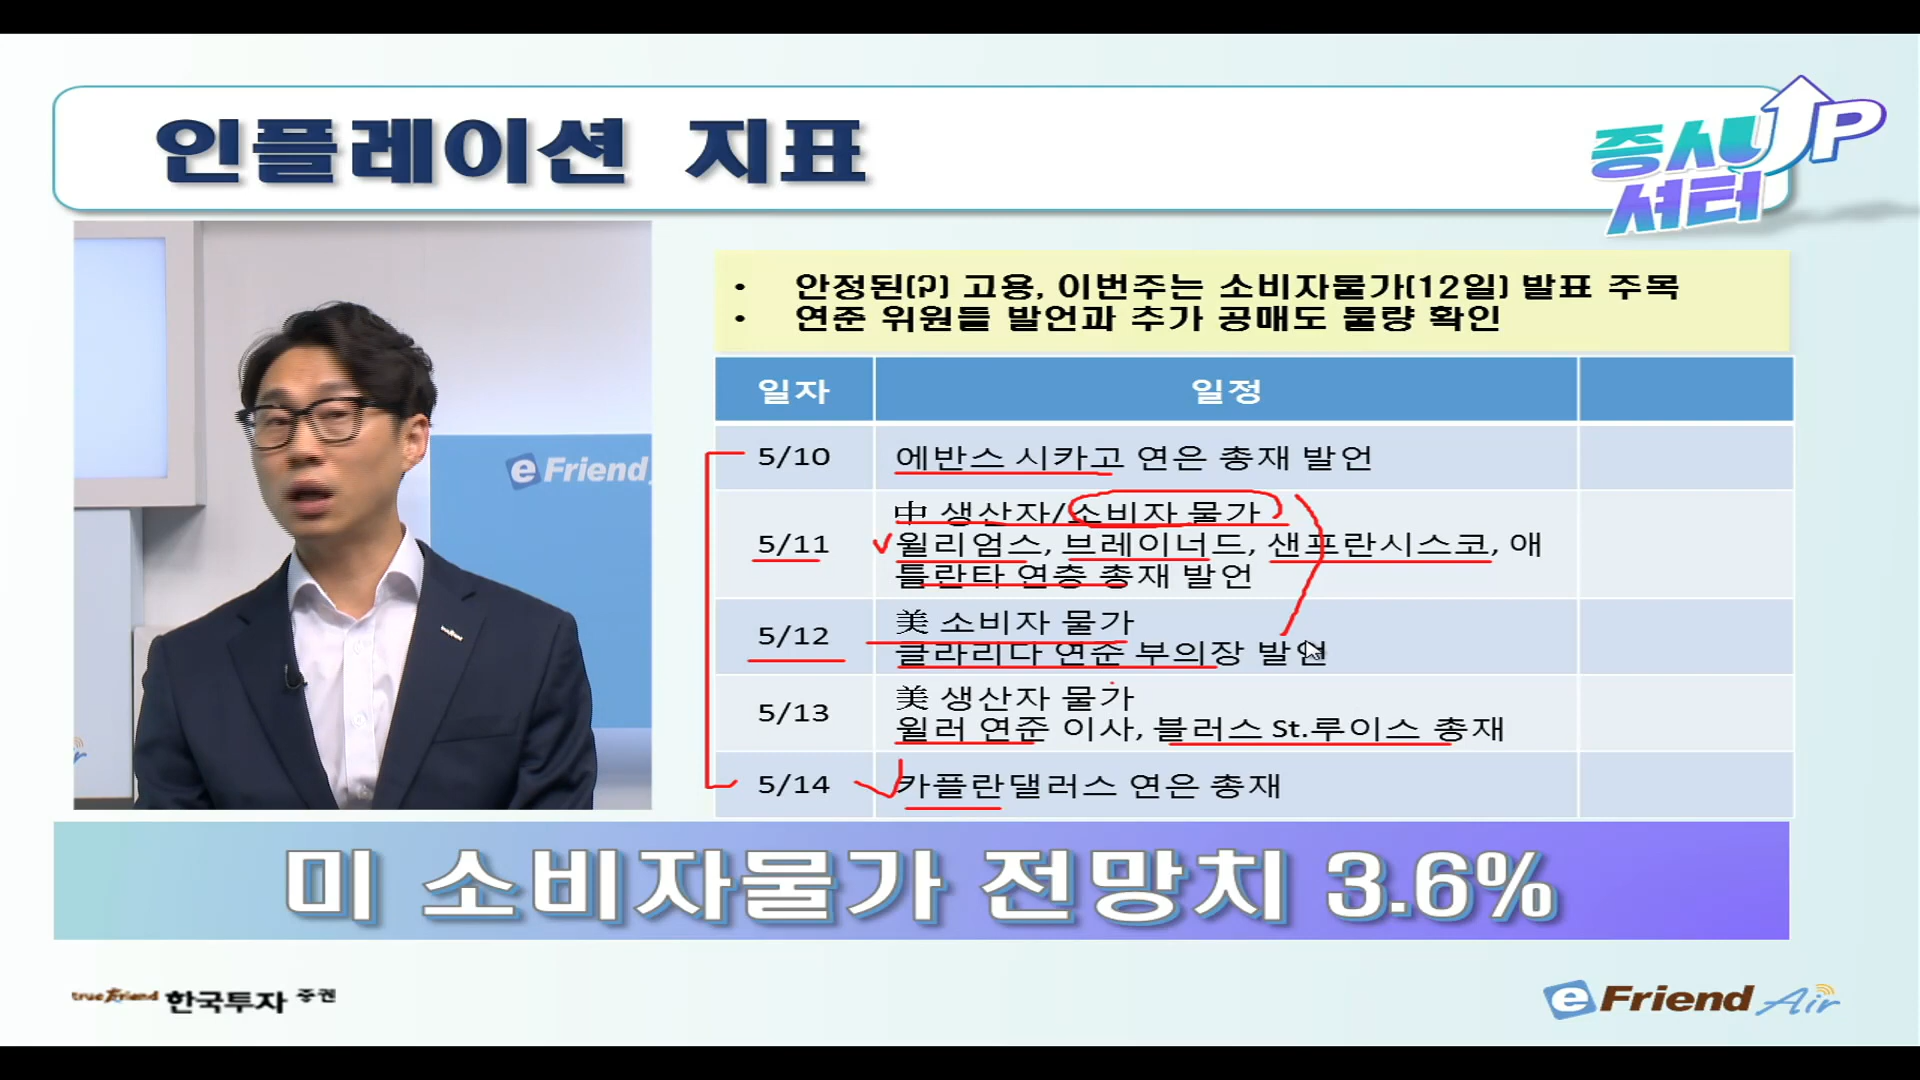 인플레이션 지표
증시 UP
셔터
e Friend
• 안정된(?) 고용, 이번주는 소비자물가(12일) 발표 주목
• 연준 위원들 발언과 추가 공매도 물량 확인
일자 일정
5/10 에반스 시카고 연은 총재 발언
5/11 中 생산자/소비자 물가
윌리엄스, 브레이너드, 샌프란시스코, 애
틀란타 연층 총재 발언
5/12 美 소비자 물가
클라리다 연준 부의장 발언
5/13 美 생산자 물가
윌러 연준 이사, 블러스 St.루이스 총재
5/14 카플란댈러스 연은 총재
미 소비자물가 전망치 3.6%
true Friend 한국투자증권
e Friend Air